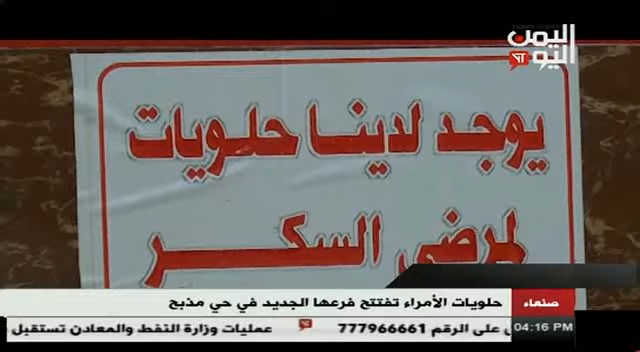 اليمن
اليوم
يوجد لدينا حلويات
لمرضى السكر
صنعاء
حلويات الأمراء تفتتح فرعها الجديد في حي مذبح
04:16 PM
على الرقم 777966661 عمليات وزارة النفط والمعادن تستقبل